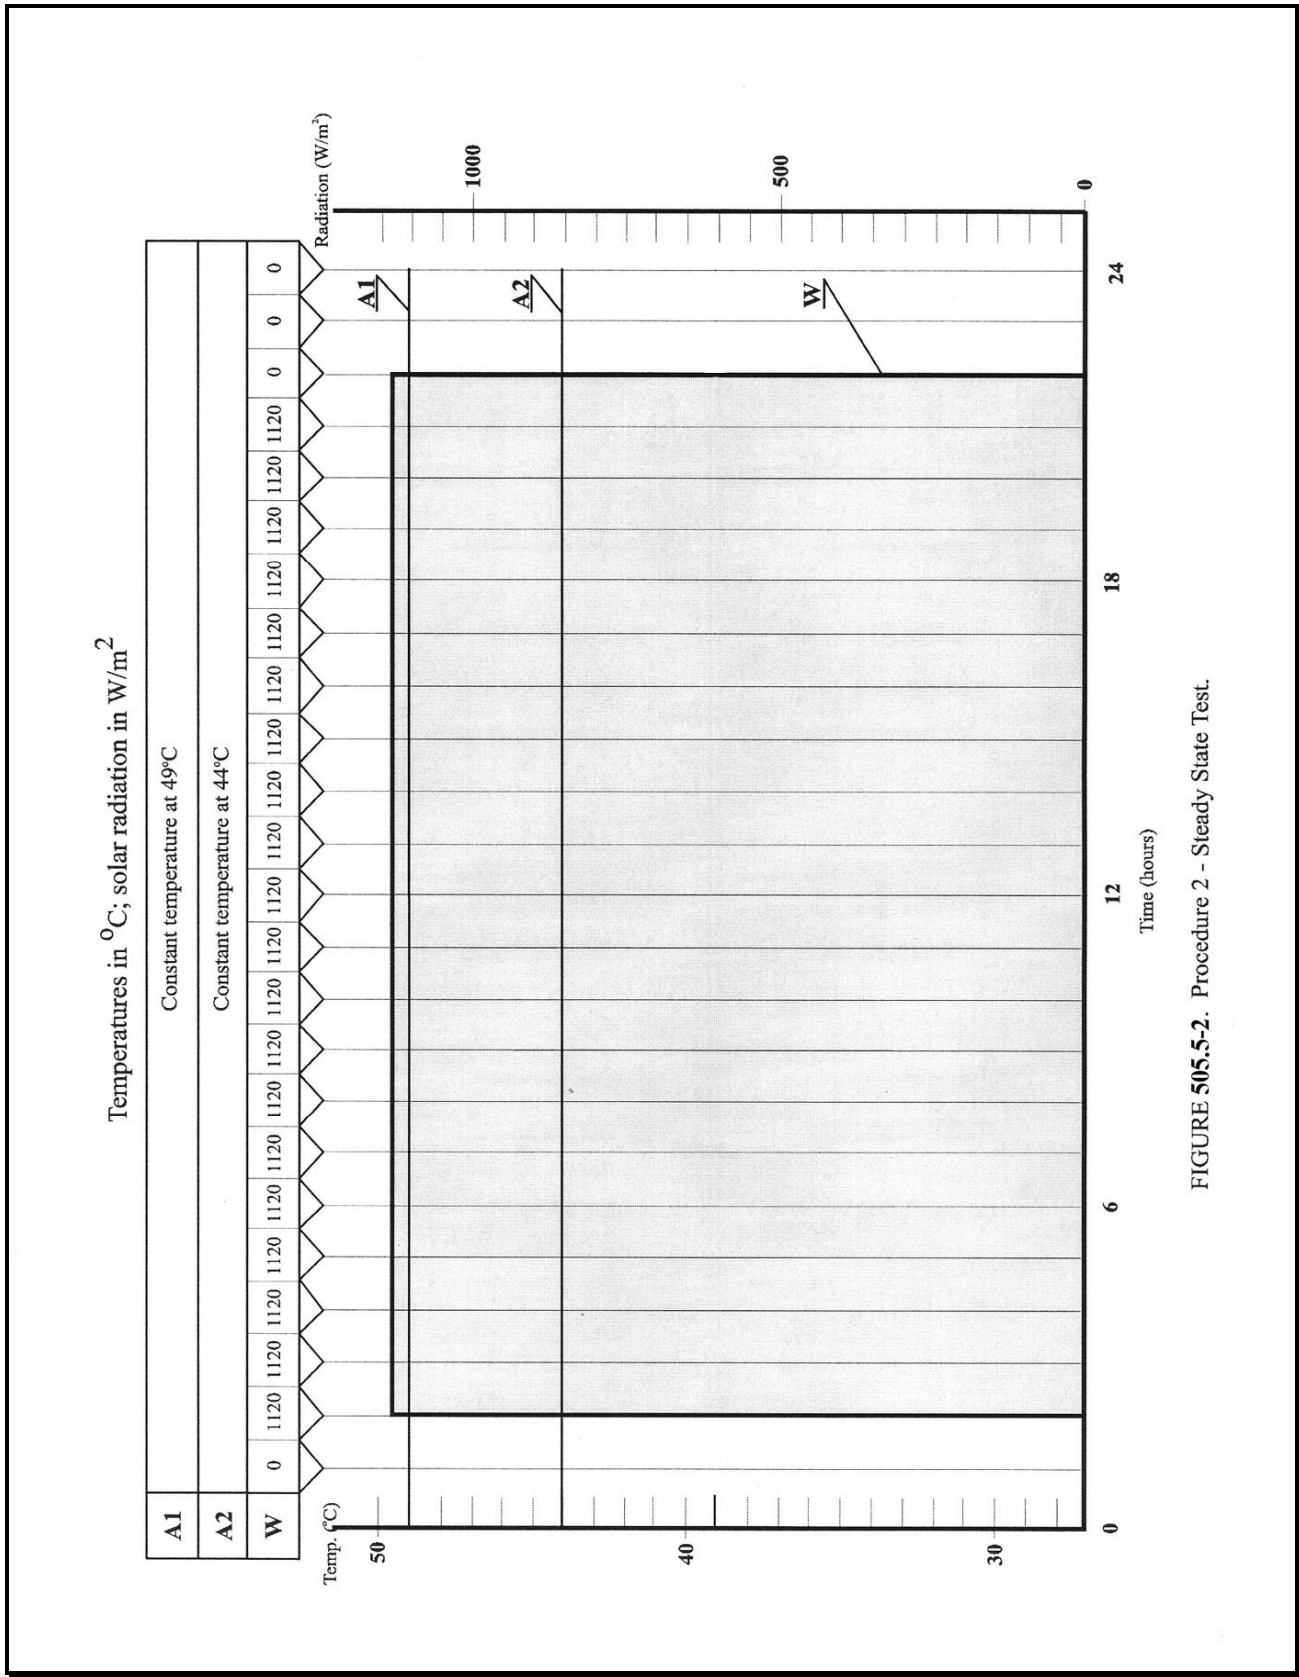 Temperatures in °C; solar radiation in W/m²
A1 Constant temperature at 49°C
A2 Constant temperature at 44°C
W 0 1120 1120 1120 1120 1120 1120 1120 1120 1120 1120 1120 1120 1120 1120 1120 1120 1120 1120 1120 1120 0 0 0
Temp. (°C)
Radiation (W/m²)
50
40
30
A1
A2
W
1000
500
0
0 6 12 18 24
Time (hours)
FIGURE 505.5-2. Procedure 2 - Steady State Test.